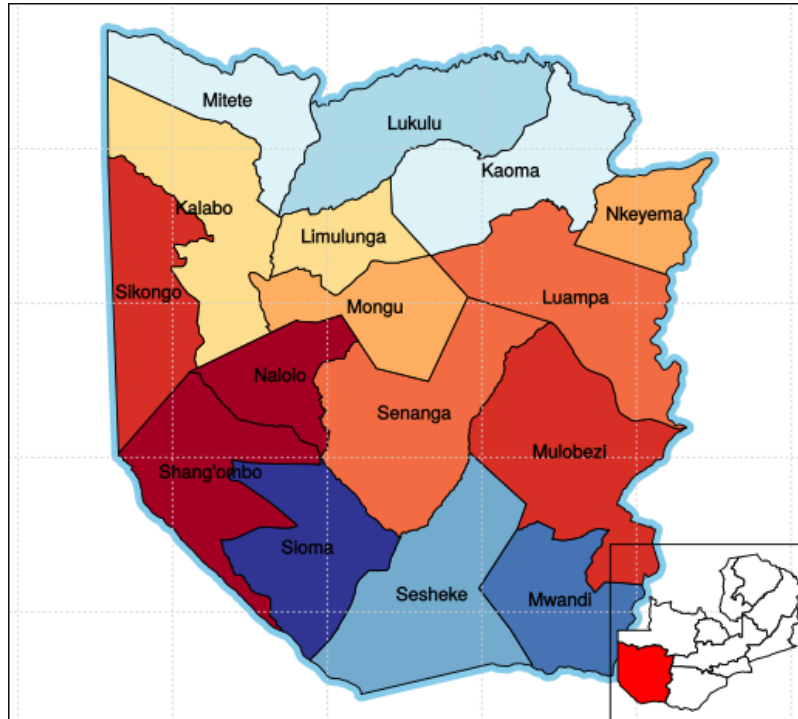 Mitete
Lukulu
Kaoma
Kalabo
Nkeyema
Limulunga
Sikongo
Mongu
Luampa
Nalolo
Senanga
Mulobezi
Shang'ombo
Sioma
Sesheke
Mwandi